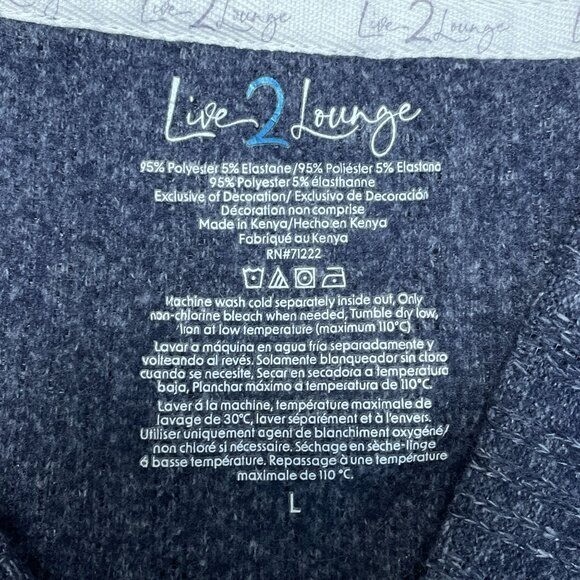 Live 2 Lounge
Live 2 Lounge
95% Polyester 5% Elastane/95% Poliéster 5% Elastano
95% Polyester 5% élasthanne
Exclusive of Decoration/ Exclusivo de Decoración
Décoration non comprise
Made in Kenya/Hecho en Kenya
Fabriqué au Kenya
RN#71222
Machine wash cold separately inside out, Only
non-chlorine bleach when needed, Tumble dry low,
Iron at low temperature (maximum 110°C)
Lavar a máquina en agua fría separadamente y
volteando al revés. Solamente blanqueador sin cloro
cuando se necesite, Secar en secadora a temperatura
baja, Planchar máximo a temperatura de 110°C.
Laver á la machine, température maximale de
lavage de 30°C, laver séparément et à l'envers.
Utiliser uniquement agent de blanchiment oxygéné/
non chloré si nécessaire. Séchage en sèche-linge
á basse température. Repassage à une température
maximale de 110 °C.
L